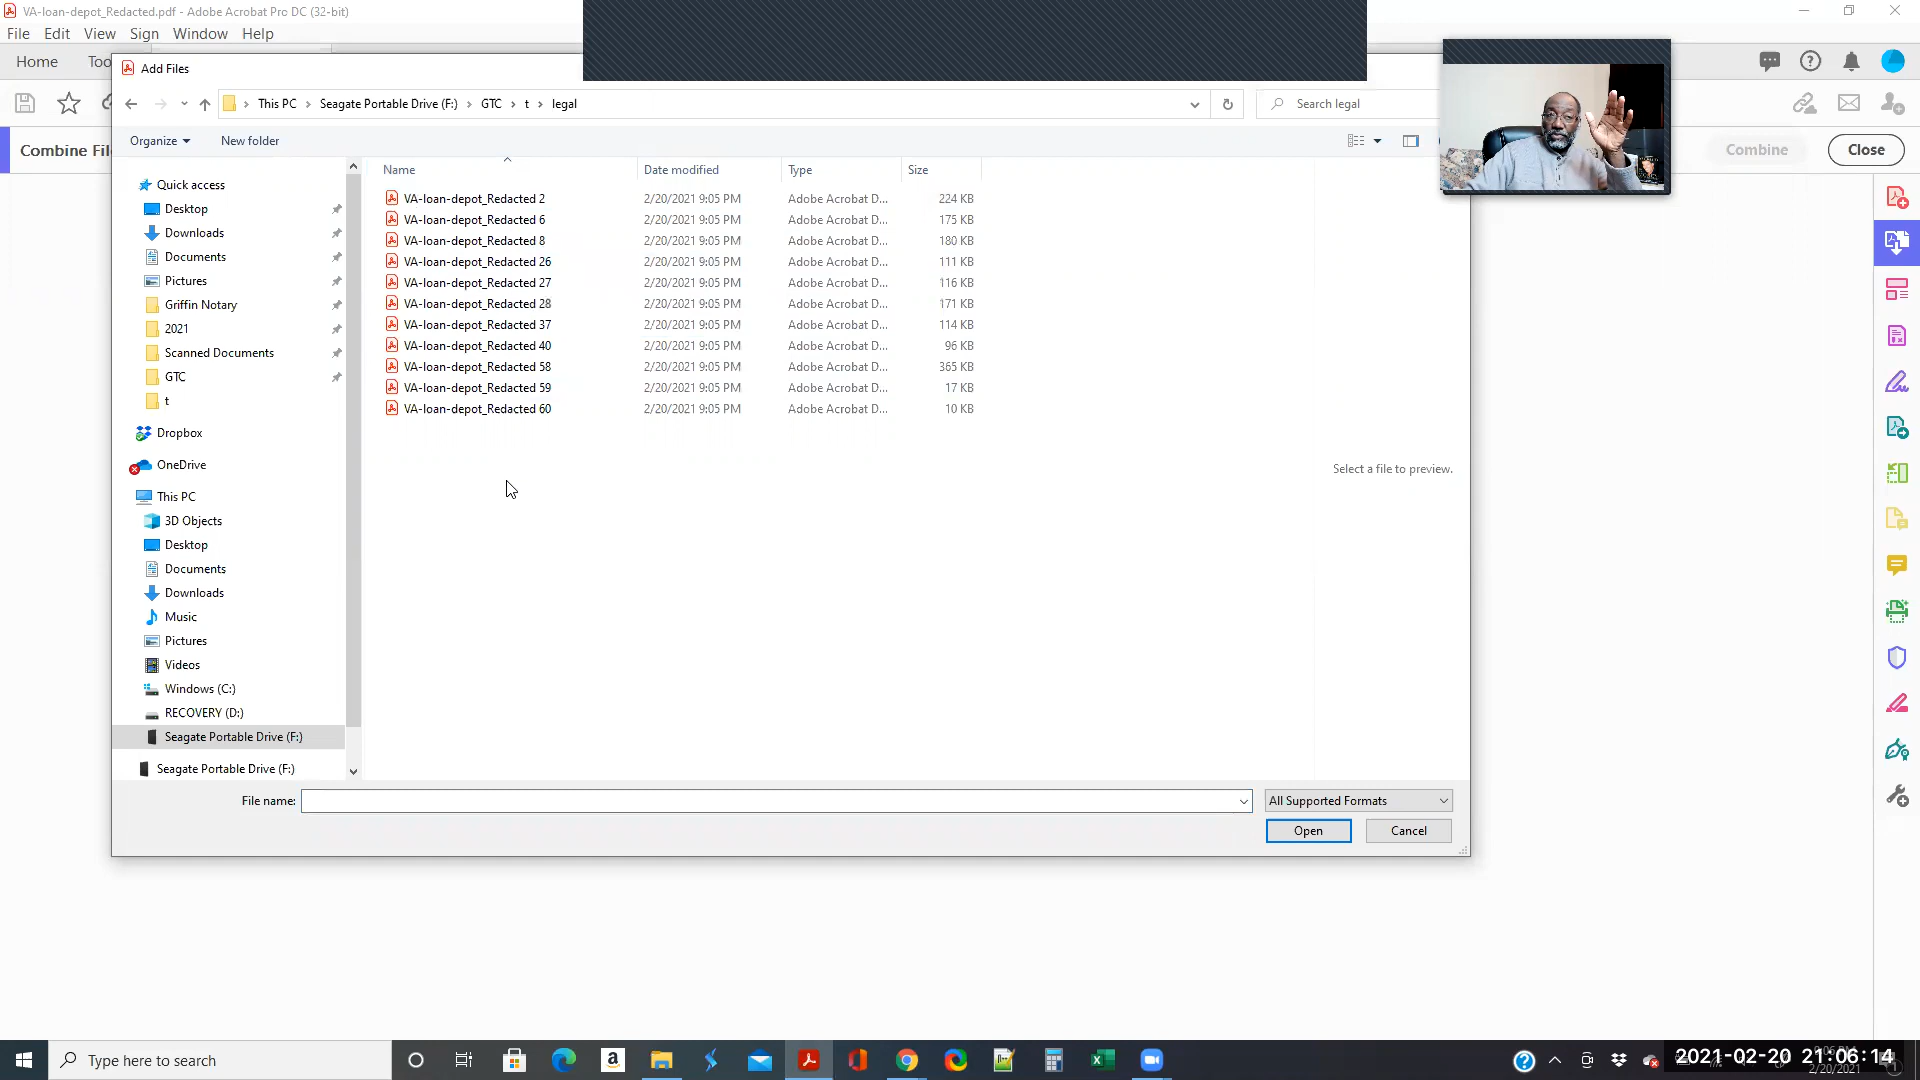 VA-loan-depot_Redacted.pdf - Adobe Acrobat Pro DC (32-bit)
File Edit View Sign Window Help
Home
Add Files
This PC > Seagate Portable Drive (F:) > GTC > t > legal
Search legal
Organize
New folder
Combine
Close
Name Date modified Type Size
Quick access
Desktop
Downloads
Documents
Pictures
Griffin Notary
2021
Scanned Documents
GTC
t
Dropbox
OneDrive
This PC
3D Objects
Desktop
Documents
Downloads
Music
Pictures
Videos
Windows (C:)
RECOVERY (D:)
Seagate Portable Drive (F:)
Seagate Portable Drive (F:)
VA-loan-depot_Redacted 2 2/20/2021 9:05 PM Adobe Acrobat D... 224 KB
VA-loan-depot_Redacted 6 2/20/2021 9:05 PM Adobe Acrobat D... 175 KB
VA-loan-depot_Redacted 8 2/20/2021 9:05 PM Adobe Acrobat D... 180 KB
VA-loan-depot_Redacted 26 2/20/2021 9:05 PM Adobe Acrobat D... 111 KB
VA-loan-depot_Redacted 27 2/20/2021 9:05 PM Adobe Acrobat D... 116 KB
VA-loan-depot_Redacted 28 2/20/2021 9:05 PM Adobe Acrobat D... 171 KB
VA-loan-depot_Redacted 37 2/20/2021 9:05 PM Adobe Acrobat D... 114 KB
VA-loan-depot_Redacted 40 2/20/2021 9:05 PM Adobe Acrobat D... 96 KB
VA-loan-depot_Redacted 58 2/20/2021 9:05 PM Adobe Acrobat D... 365 KB
VA-loan-depot_Redacted 59 2/20/2021 9:05 PM Adobe Acrobat D... 17 KB
VA-loan-depot_Redacted 60 2/20/2021 9:05 PM Adobe Acrobat D... 10 KB
Select a file to preview.
File name:
All Supported Formats
Open
Cancel
Type here to search
2021-02-20 21:06:14
2/20/2021